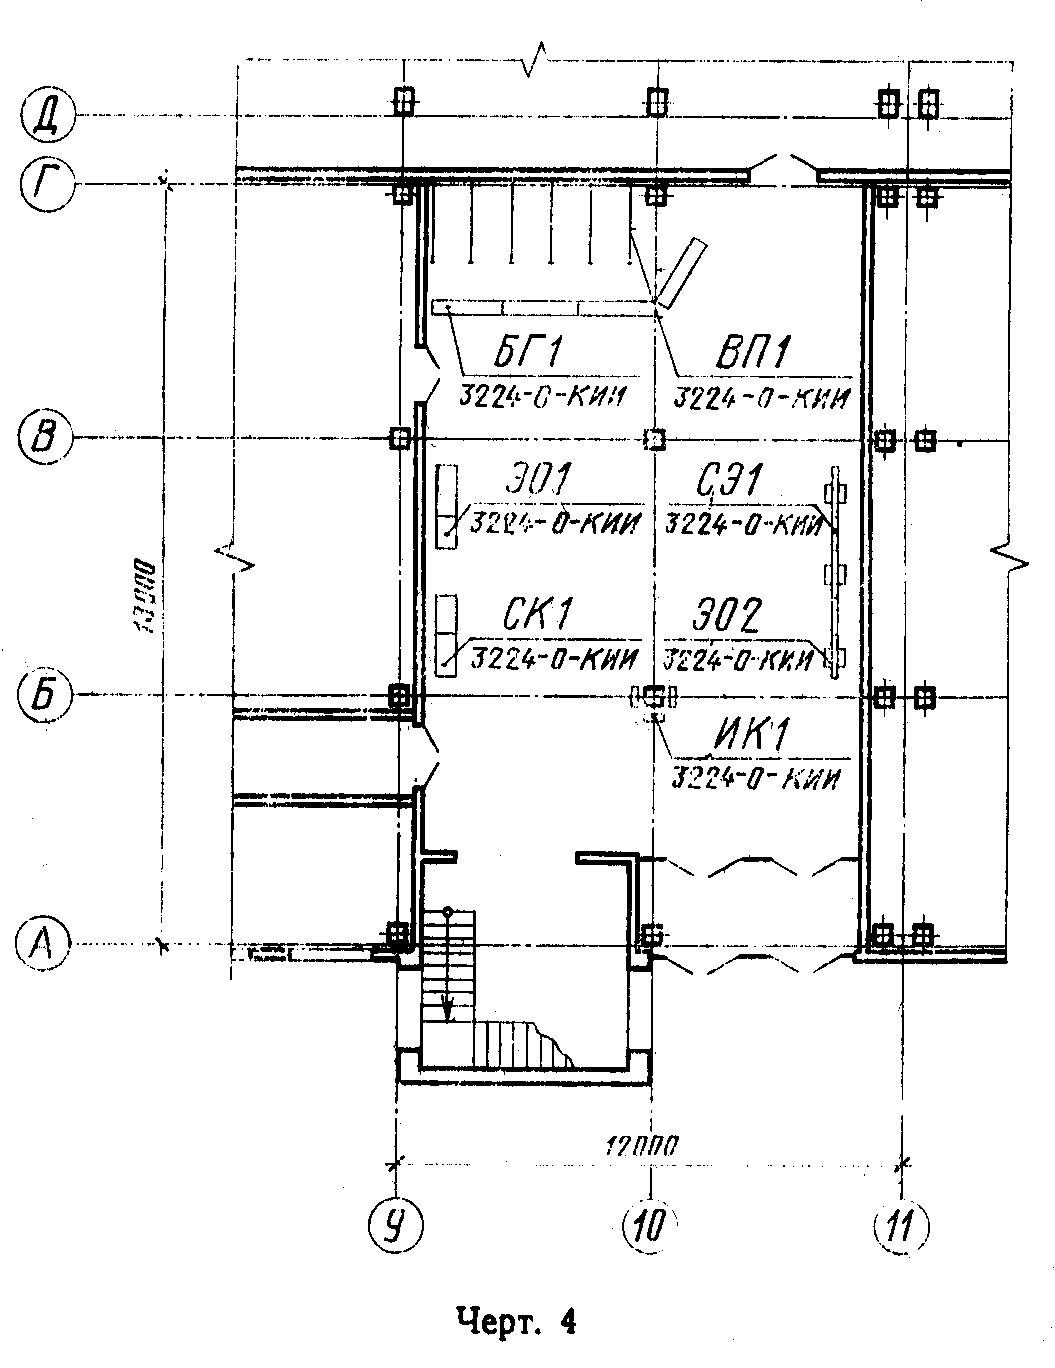 Д
Г
БГ1
3224-0-КИИ
ВП1
3224-0-КИИ
В
ЭО1
3224-0-КИИ
СЭ1
3224-0-КИИ
18000
СК1
3224-0-КИИ
ЭО2
3224-0-КИИ
Б
ИК1
3224-0-КИИ
А
12000
9
10
11
Черт. 4